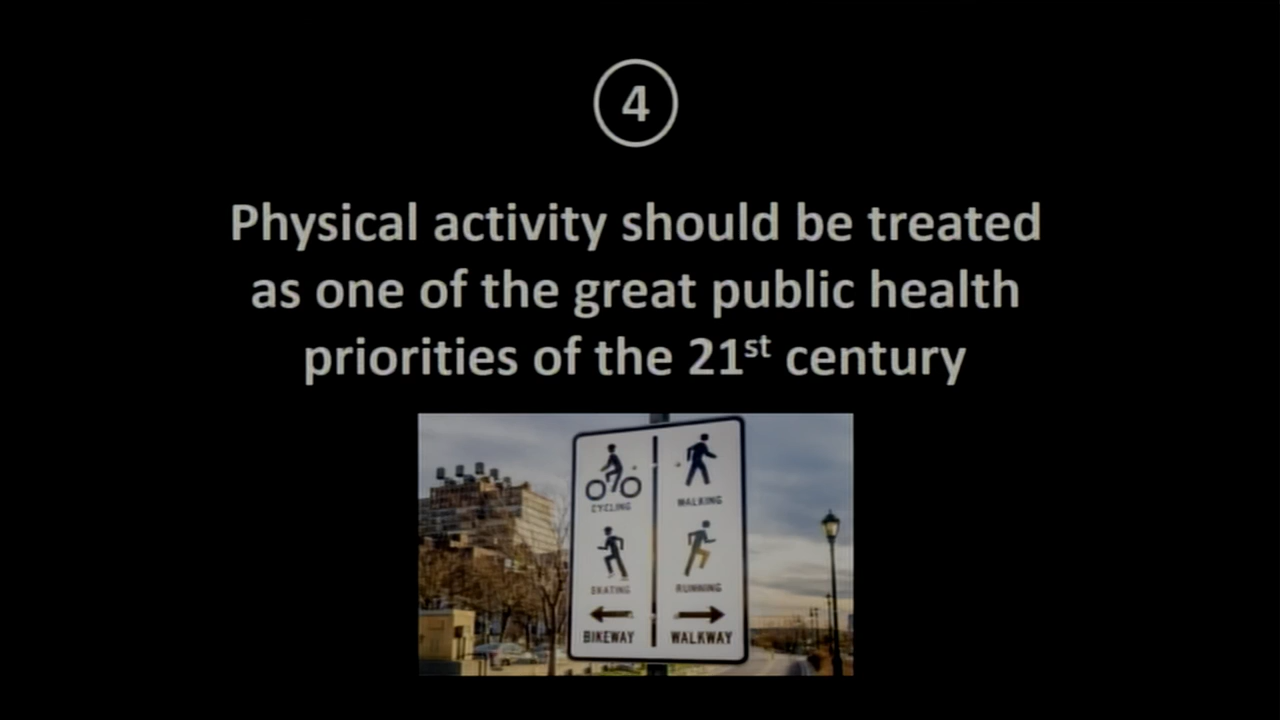 4
Physical activity should be treated
as one of the great public health
priorities of the 21st century
CYCLING
WALKING
SKATING
RUNNING
BIKEWAY
WALKWAY